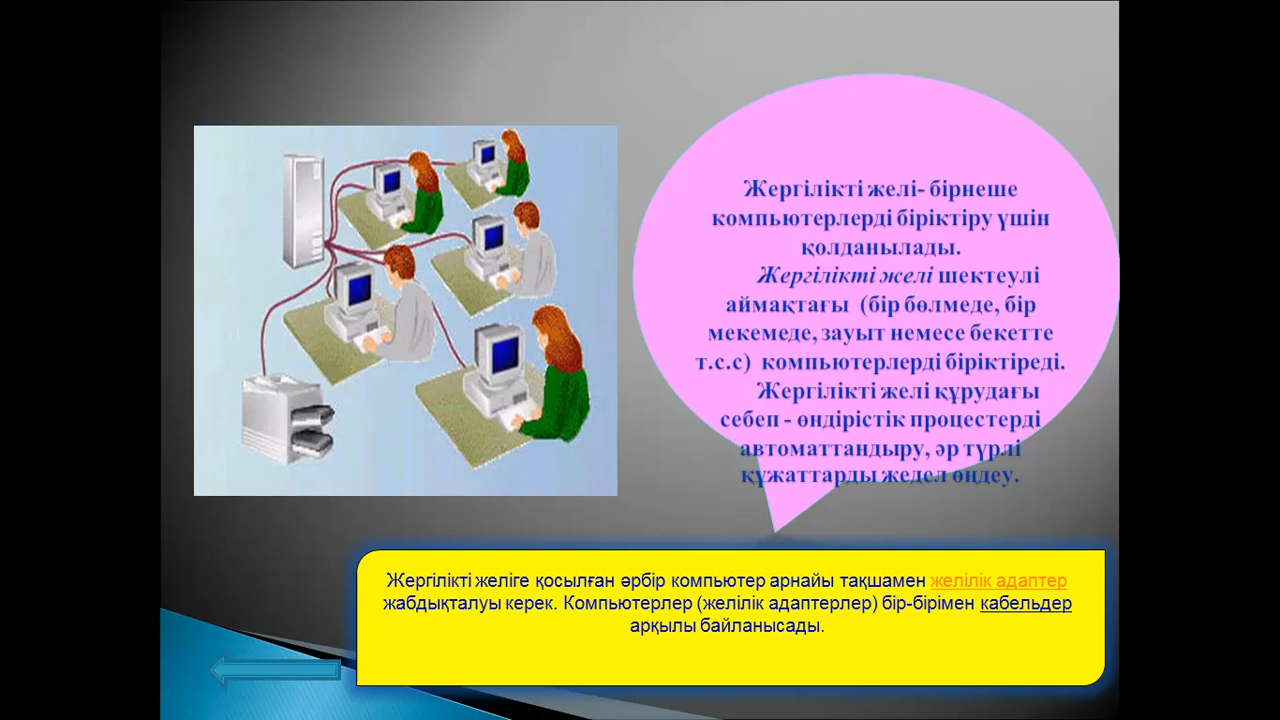 Жергілікті желі- бірнеше
компьютерлерді біріктіру үшін
қолданылады.
Жергілікті желі шектеулі
аймақтағы (бір бөлмеде, бір
мекемеде, зауыт немесе бекетте
т.с.с) компьютерлерді біріктіреді.
Жергілікті желі құрудағы
себеп - өндірістік процестерді
автоматтандыру, әр түрлі
құжаттарды жедел өңдеу.
Жергілікті желіге қосылған әрбір компьютер арнайы тақшамен желілік адаптер
жабдықталуы керек. Компьютерлер (желілік адаптерлер) бір-бірімен кабельдер
арқылы байланысады.